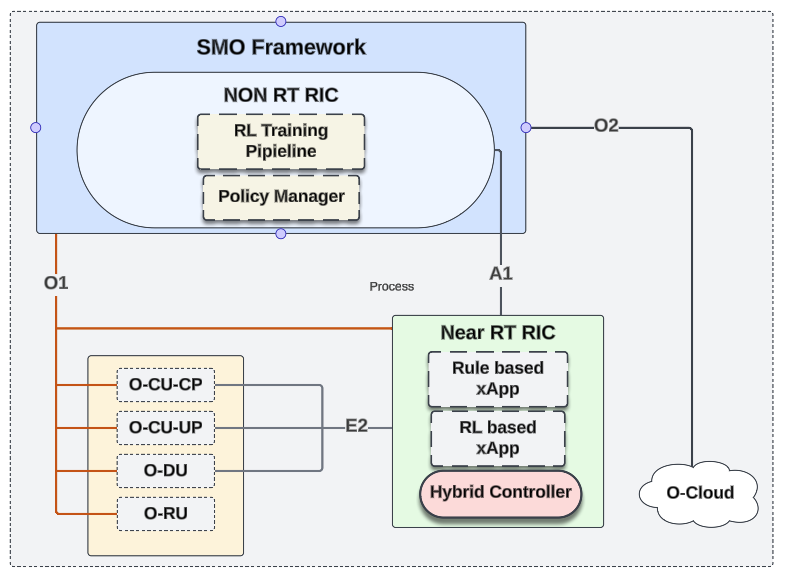 SMO Framework
NON RT RIC
RL Training
Pipieline
Policy Manager
O2
O1
A1
Process
Near RT RIC
Rule based
xApp
RL based
xApp
Hybrid Controller
O-CU-CP
O-CU-UP
O-DU
O-RU
E2
O-Cloud